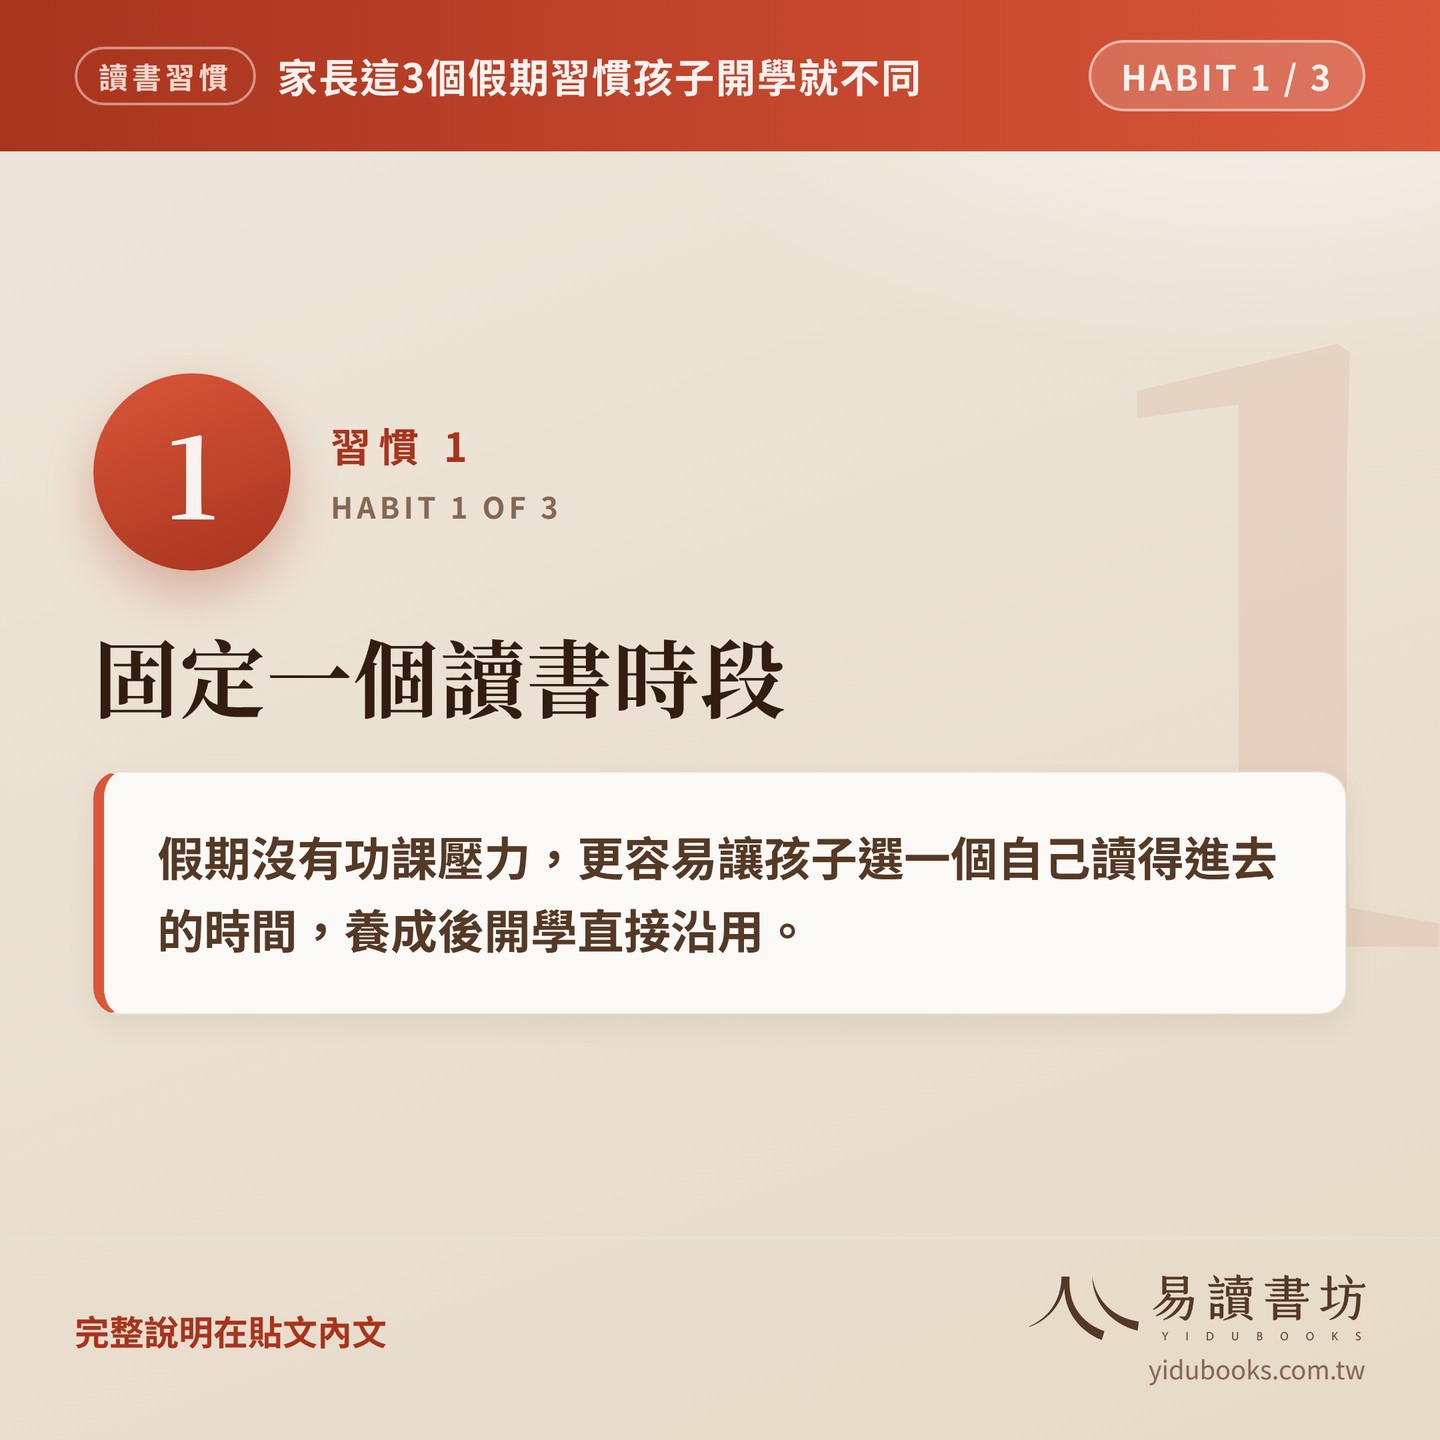 讀書習慣
家長這3個假期習慣孩子開學就不同
HABIT 1 / 3
1
習慣 1
HABIT 1 OF 3
1
固定一個讀書時段
假期沒有功課壓力，更容易讓孩子選一個自己讀得進去
的時間，養成後開學直接沿用。
完整說明在貼文內文
易讀書坊
YIDUBOOKS
yidubooks.com.tw